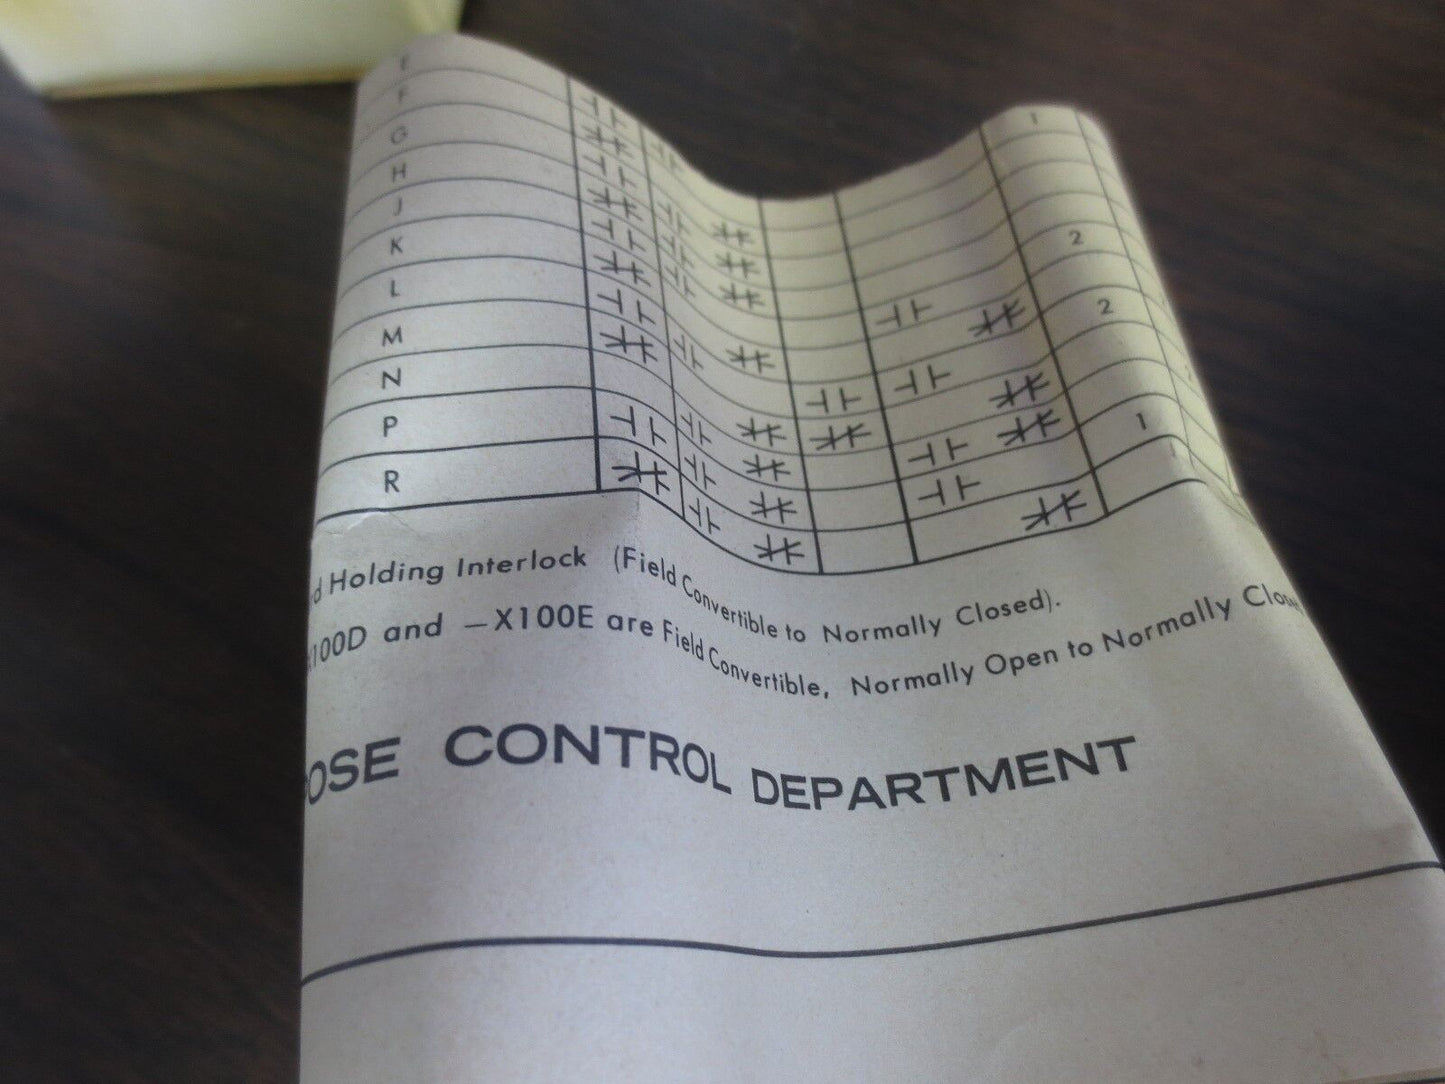 E
F
G
H
J
K
L
M
N
P
R
1
2
2
1
d Holding Interlock (Field Convertible to Normally Closed).
100D and —X100E are Field Convertible, Normally Open to Normally Clos
OSE CONTROL DEPARTMENT